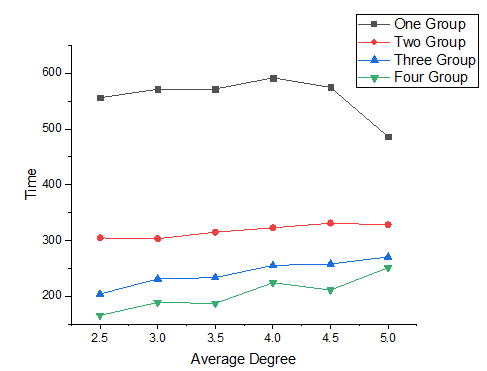 One Group
Two Group
Three Group
Four Group
600
500
400
300
200
Time
2.5 3.0 3.5 4.0 4.5 5.0
Average Degree